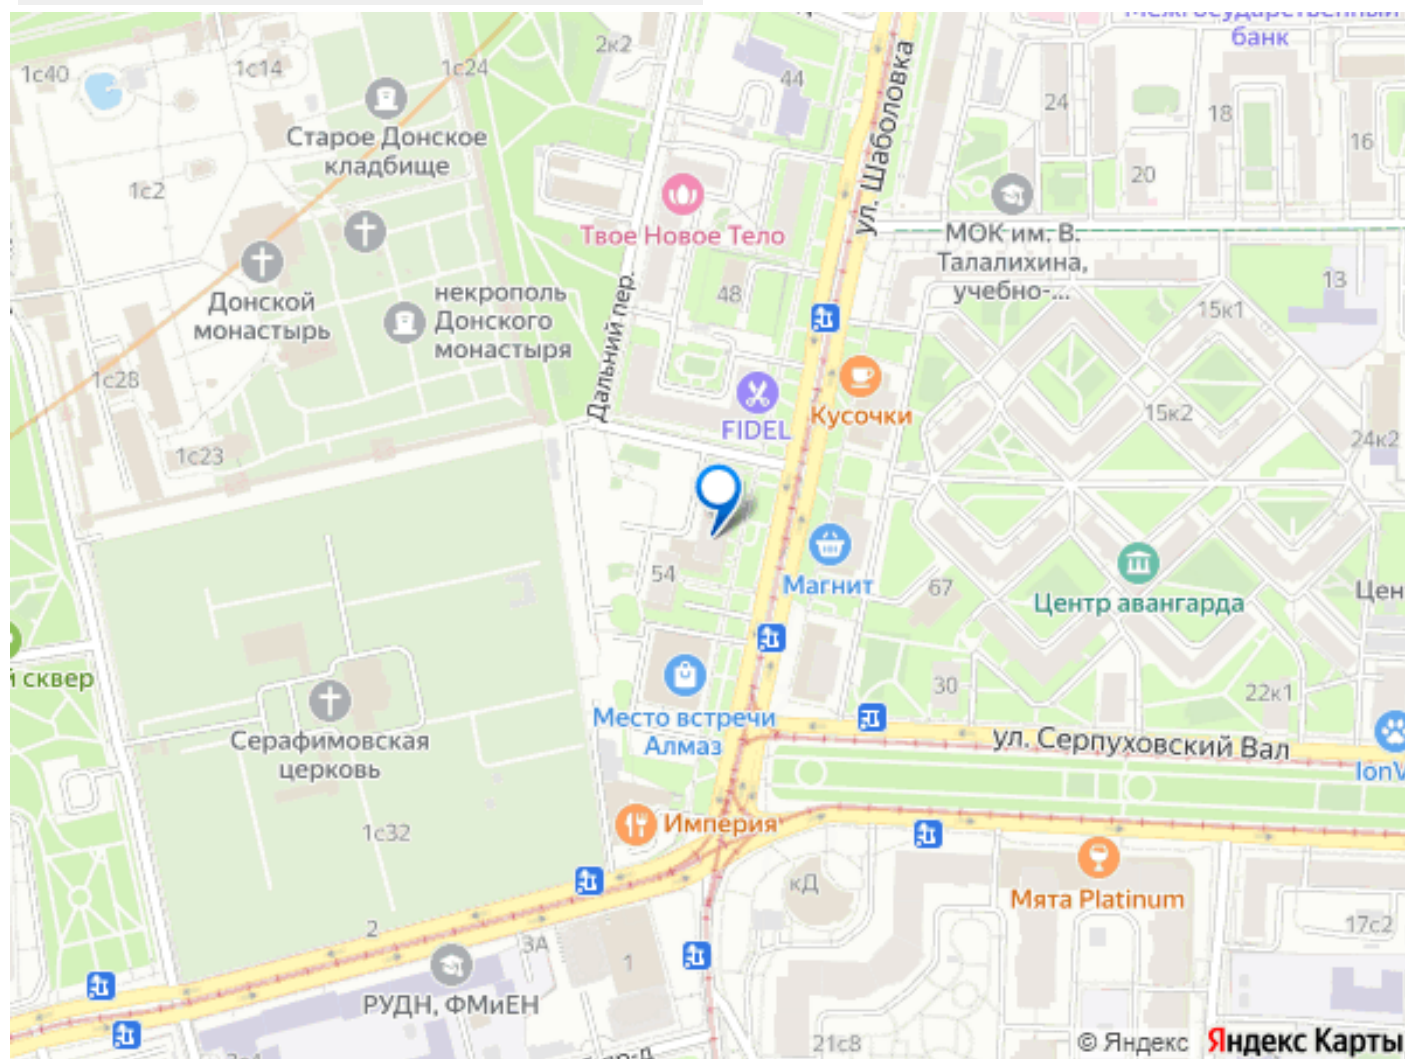 Межгосударственный
банк
2к2
1с40
1с14
1с24
44
ул. Шаболовка
24
18
16
Старое Донское
кладбище
1с2
20
Твое Новое Тело
МОК им. В.
Талалихина,
учебно-...
Донской
монастырь
некрополь
Донского
монастыря
Дальний пер.
48
13
15к1
1с28
FIDEL
Кусочки
15к2
24к2
1с23
54
Магнит
67
Центр авангарда
Цен
й сквер
30
22к1
Место встречи
Алмаз
Серафимовская
церковь
ул. Серпуховский Вал
IonV
1с32
Империя
кД
Мята Platinum
2
3А
1
17с2
РУДН, ФМиЕН
21с8
пр-д
© Яндекс Яндекс Карты